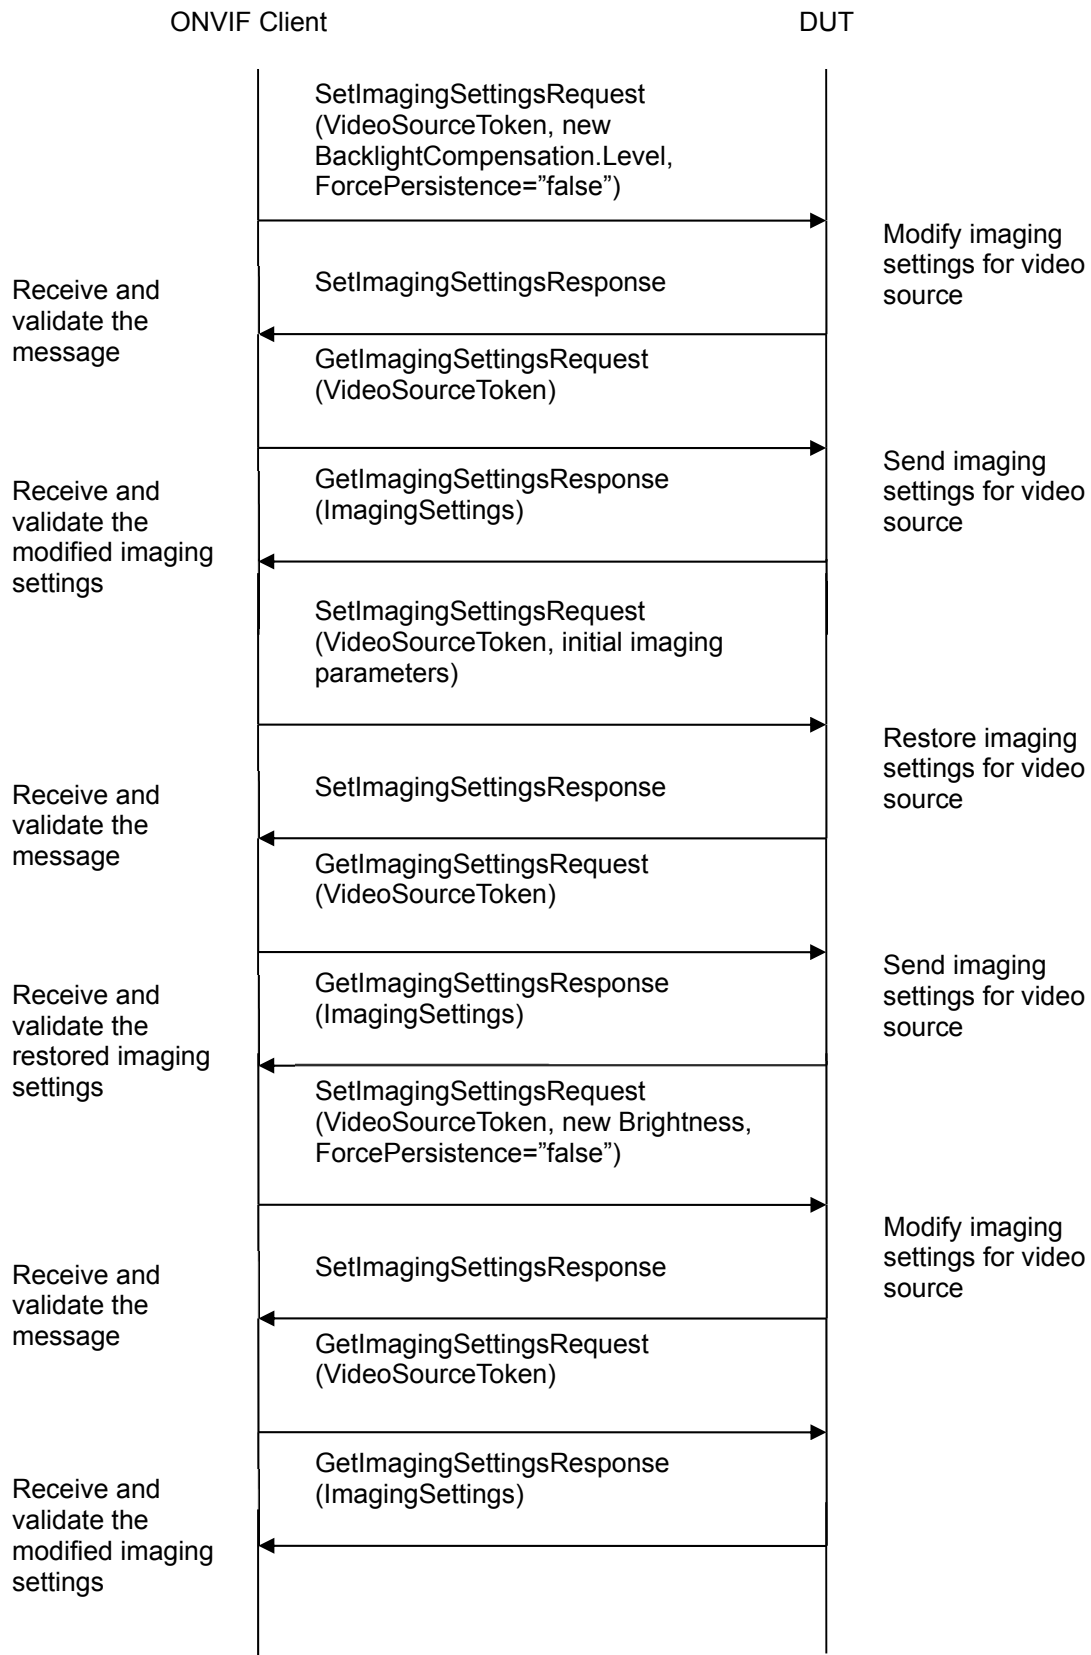 ONVIF Client
DUT
SetImagingSettingsRequest
(VideoSourceToken, new
BacklightCompensation.Level,
ForcePersistence=”false”)
Modify imaging
settings for video
source
SetImagingSettingsResponse
Receive and
validate the
message
GetImagingSettingsRequest
(VideoSourceToken)
Send imaging
settings for video
source
GetImagingSettingsResponse
(ImagingSettings)
Receive and
validate the
modified imaging
settings
SetImagingSettingsRequest
(VideoSourceToken, initial imaging
parameters)
Restore imaging
settings for video
source
SetImagingSettingsResponse
Receive and
validate the
message
GetImagingSettingsRequest
(VideoSourceToken)
Send imaging
settings for video
source
GetImagingSettingsResponse
(ImagingSettings)
Receive and
validate the
restored imaging
settings
SetImagingSettingsRequest
(VideoSourceToken, new Brightness,
ForcePersistence=”false”)
Modify imaging
settings for video
source
SetImagingSettingsResponse
Receive and
validate the
message
GetImagingSettingsRequest
(VideoSourceToken)
GetImagingSettingsResponse
(ImagingSettings)
Receive and
validate the
modified imaging
settings